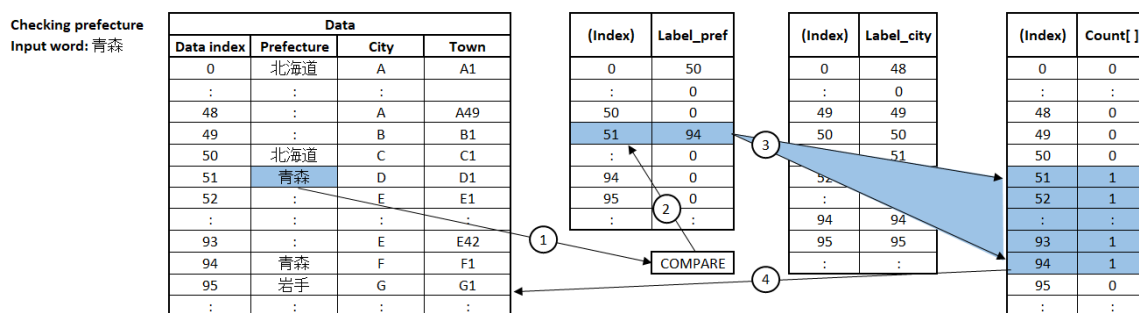 Checking prefecture
Input word: 青森
Data
Data index Prefecture City Town
0 北海道 A A1
: : :
48 : A A49
49 : B B1
50 北海道 C C1
51 青森 D D1
52 : E E1
: : : :
93 : E E42
94 青森 F F1
95 岩手 G G1
: : : :
(Index) Label_pref
0 50
: 0
50 0
51 94
: 0
94 0
95 0
: :
COMPARE
(Index) Label_city
0 48
: 0
49 49
50 50
51
52
94 94
95 95
: :
(Index) Count[ ]
0 0
: 0
48 0
49 0
50 0
51 1
52 1
: :
93 1
94 1
95 0
: :
1
2
3
4